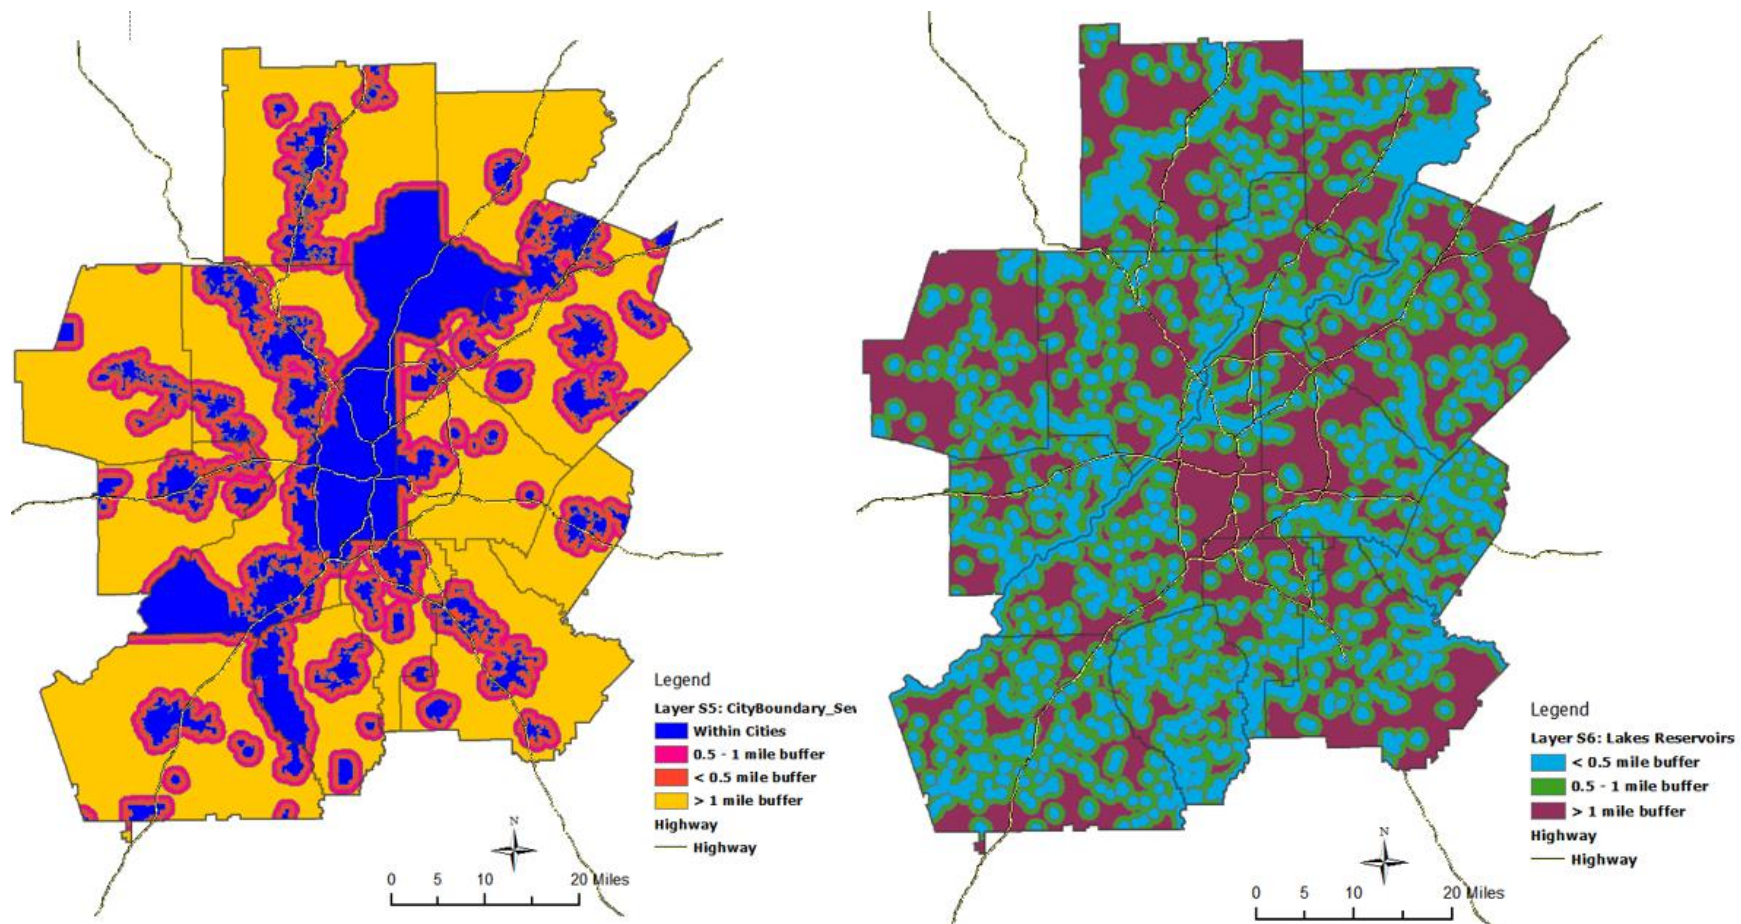 Legend
Layer S5: CityBoundary_Sev
Within Cities
0.5 - 1 mile buffer
< 0.5 mile buffer
> 1 mile buffer
Highway
Highway
N
0 5 10 20 Miles
Legend
Layer S6: Lakes Reservoirs
< 0.5 mile buffer
0.5 - 1 mile buffer
> 1 mile buffer
Highway
Highway
N
0 5 10 20 Miles